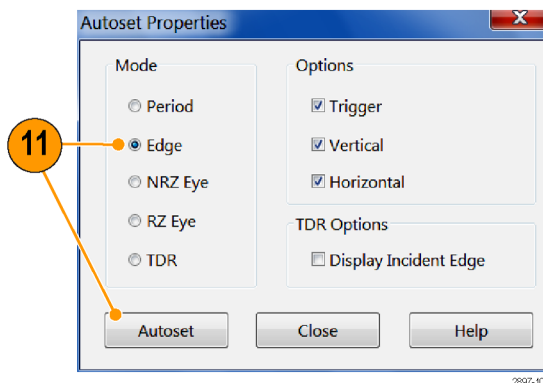 Autoset Properties
X
Mode
Period
Edge
NRZ Eye
RZ Eye
TDR
Options
Trigger
Vertical
Horizontal
TDR Options
Display Incident Edge
11
Autoset
Close
Help